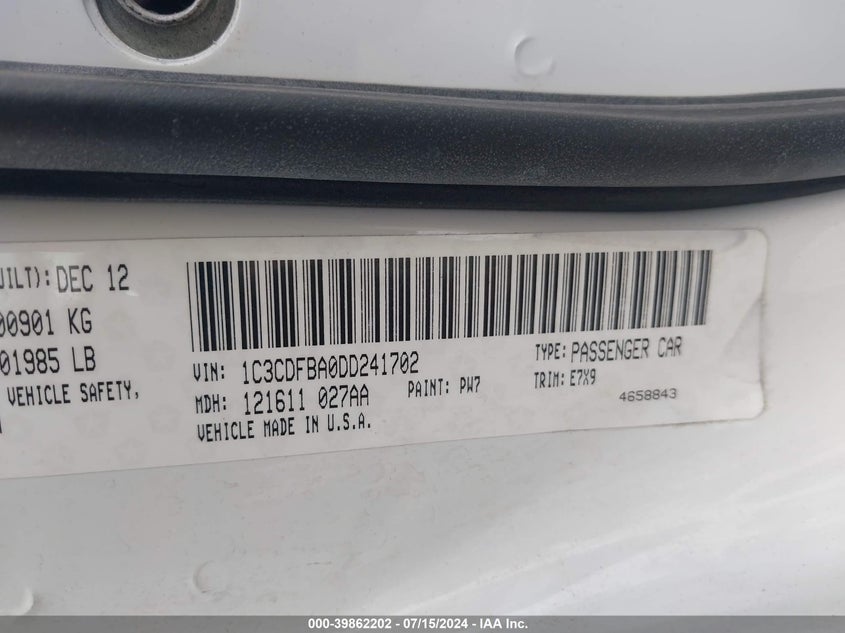 UILT): DEC 12
00901 KG
01985 LB
VEHICLE SAFETY,
VIN: 1C3CDFBA0DD241702
TYPE: PASSENGER CAR
MDH: 121611 027AA
PAINT: PW7
TRIM: E7X9
VEHICLE MADE IN U.S.A.
4658843
000-39862202 - 07/15/2024 - IAA Inc.